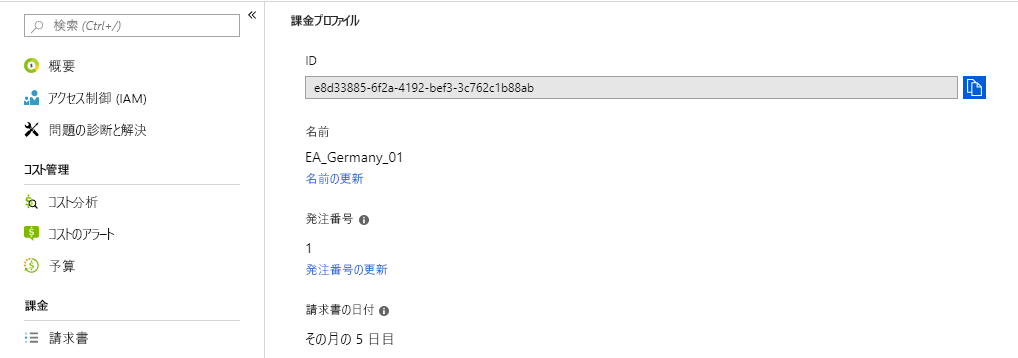 検索 (Ctrl+/)
概要
アクセス制御 (IAM)
問題の診断と解決
コスト管理
コスト分析
コストのアラート
予算
課金
請求書
課金プロファイル
ID
e8d33885-6f2a-4192-bef3-3c762c1b88ab
名前
EA_Germany_01
名前の更新
発注番号
1
発注番号の更新
請求書の日付
その月の 5 日目